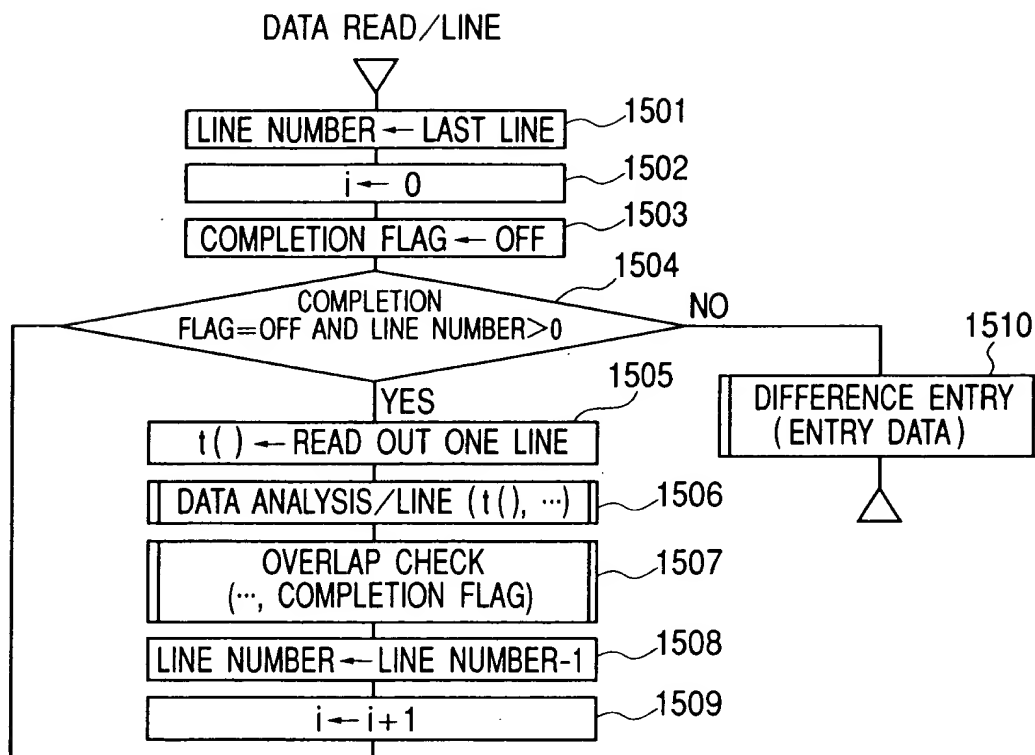 DATA READ/LINE
LINE NUMBER ← LAST LINE
1501
i ← 0
1502
COMPLETION FLAG ← OFF
1503
COMPLETION
FLAG=OFF AND LINE NUMBER>0
1504
NO
YES
1510
DIFFERENCE ENTRY
(ENTRY DATA)
1505
t( ) ← READ OUT ONE LINE
DATA ANALYSIS/LINE (t(), ···)
1506
OVERLAP CHECK
(···, COMPLETION FLAG)
1507
LINE NUMBER ← LINE NUMBER-1
1508
i ← i+1
1509